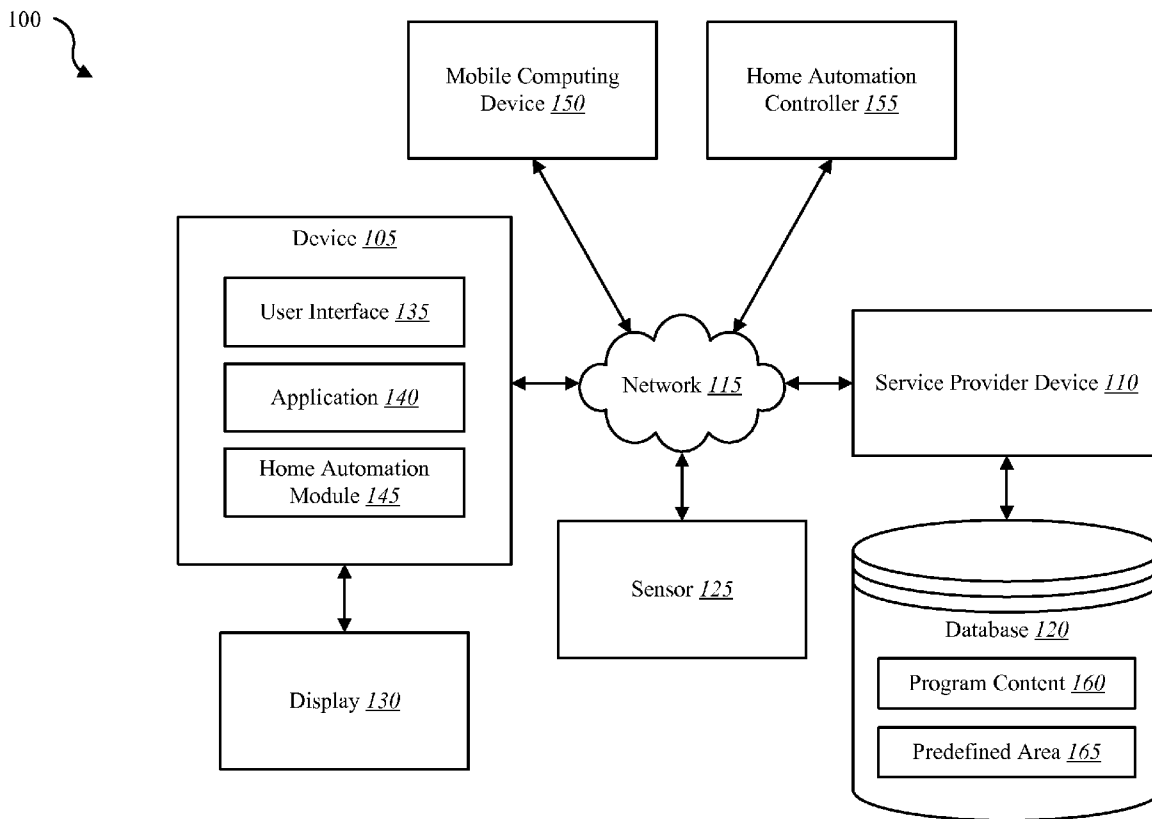 100
Mobile Computing
Device 150
Home Automation
Controller 155
Device 105
User Interface 135
Application 140
Home Automation
Module 145
Network 115
Service Provider Device 110
Sensor 125
Display 130
Database 120
Program Content 160
Predefined Area 165